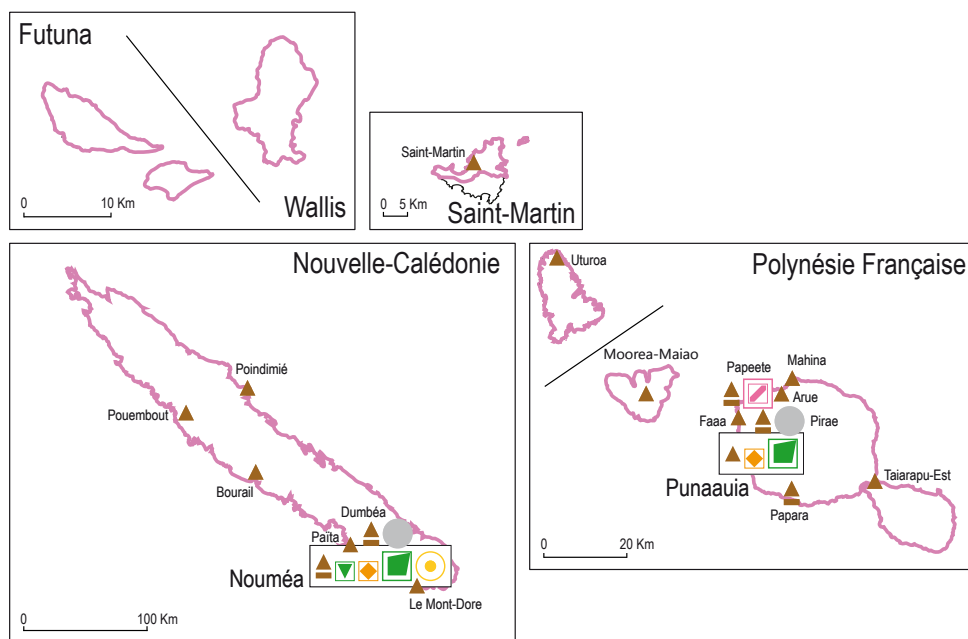 Futuna
Wallis
0 10 Km
Saint-Martin
0 5 Km
Saint-Martin
Nouvelle-Calédonie
Poindimié
Pouembout
Bourail
Dumbéa
Païta
Nouméa
Le Mont-Dore
0 100 Km
Polynésie Française
Uturoa
Moorea-Maiao
Papeete
Mahina
Arue
Faaa
Pirae
Punaauia
Taiarapu-Est
Papara
0 20 Km